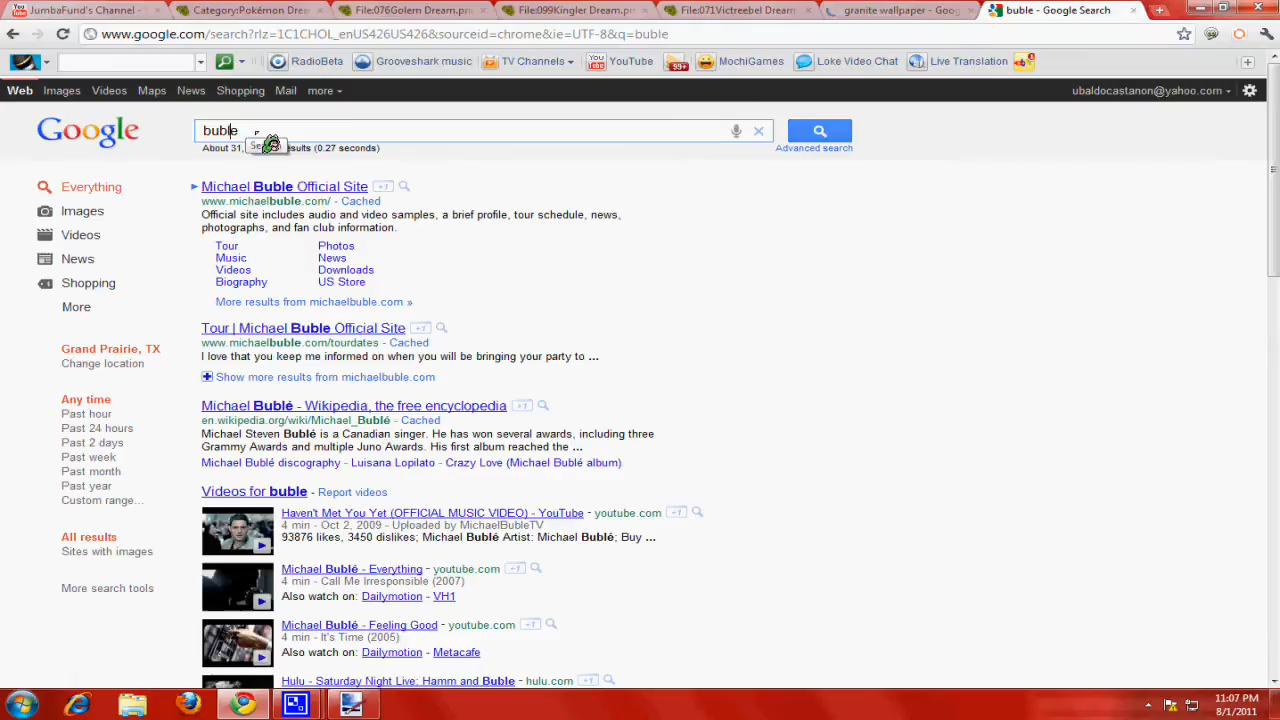 JumbaFund's Channel -
Category:Pokémon Dream
File:076Golem Dream.pn
File:099Kingler Dream.pn
File:071Victreebel Dream
granite wallpaper - Goog
buble - Google Search
www.google.com/search?rlz=1C1CHOL_enUS426US426&sourceid=chrome&ie=UTF-8&q=buble
RadioBeta
Grooveshark music
TV Channels
YouTube
99+
MochiGames
Loke Video Chat
Live Translation
Web Images Videos Maps News Shopping Mail more
ubaldocastanon@yahoo.com
Google
buble
Advanced search
About 31, results (0.27 seconds)
Everything
Images
Videos
News
Shopping
More
Grand Prairie, TX
Change location
Any time
Past hour
Past 24 hours
Past 2 days
Past week
Past month
Past year
Custom range...
All results
Sites with images
More search tools
Michael Buble Official Site +1
www.michaelbuble.com/ - Cached
Official site includes audio and video samples, a brief profile, tour schedule, news,
photographs, and fan club information.
Tour Photos
Music News
Videos Downloads
Biography US Store
More results from michaelbuble.com »
Tour | Michael Buble Official Site +1
www.michaelbuble.com/tourdates - Cached
I love that you keep me informed on when you will be bringing your party to ...
Show more results from michaelbuble.com
Michael Bublé - Wikipedia, the free encyclopedia +1
en.wikipedia.org/wiki/Michael_Bublé - Cached
Michael Steven Bublé is a Canadian singer. He has won several awards, including three
Grammy Awards and multiple Juno Awards. His first album reached the ...
Michael Bublé discography - Luisana Lopilato - Crazy Love (Michael Bublé album)
Videos for buble - Report videos
Haven't Met You Yet (OFFICIAL MUSIC VIDEO) - YouTube - youtube.com +1
4 min - Oct 2, 2009 - Uploaded by MichaelBubleTV
93876 likes, 3450 dislikes; Michael Bublé Artist: Michael Bublé; Buy ...
Michael Bublé - Everything - youtube.com +1
4 min - Call Me Irresponsible (2007)
Also watch on: Dailymotion - VH1
Michael Bublé - Feeling Good - youtube.com +1
4 min - It's Time (2005)
Also watch on: Dailymotion - Metacafe
Hulu - Saturday Night Live: Hamm and Buble - hulu.com +1
11:07 PM
8/1/2011